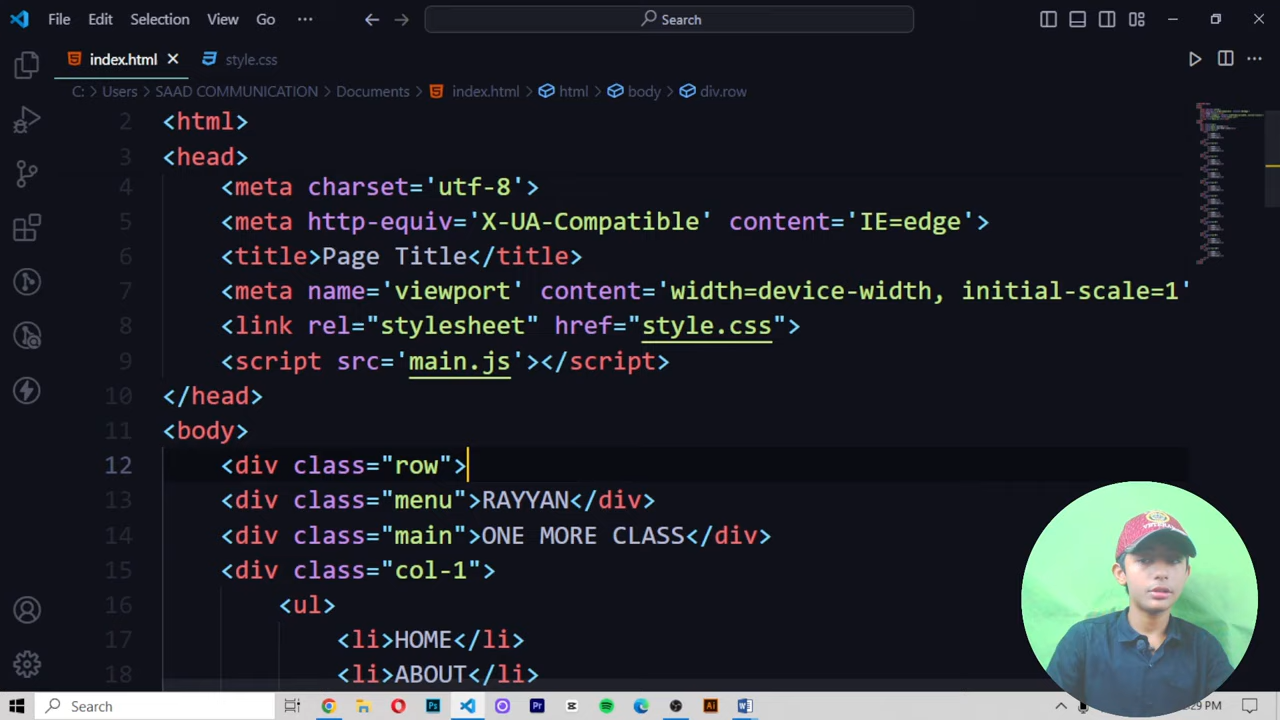 File Edit Selection View Go ··· Search
index.html style.css
C: > Users > SAAD COMMUNICATION > Documents > index.html > html > body > div.row
2 <html>
3 <head>
4 <meta charset='utf-8'>
5 <meta http-equiv='X-UA-Compatible' content='IE=edge'>
6 <title>Page Title</title>
7 <meta name='viewport' content='width=device-width, initial-scale=1'
8 <link rel="stylesheet" href="style.css">
9 <script src='main.js'></script>
10 </head>
11 <body>
12 <div class="row">
13 <div class="menu">RAYYAN</div>
14 <div class="main">ONE MORE CLASS</div>
15 <div class="col-1">
16 <ul>
17 <li>HOME</li>
18 <li>ABOUT</li>
Search